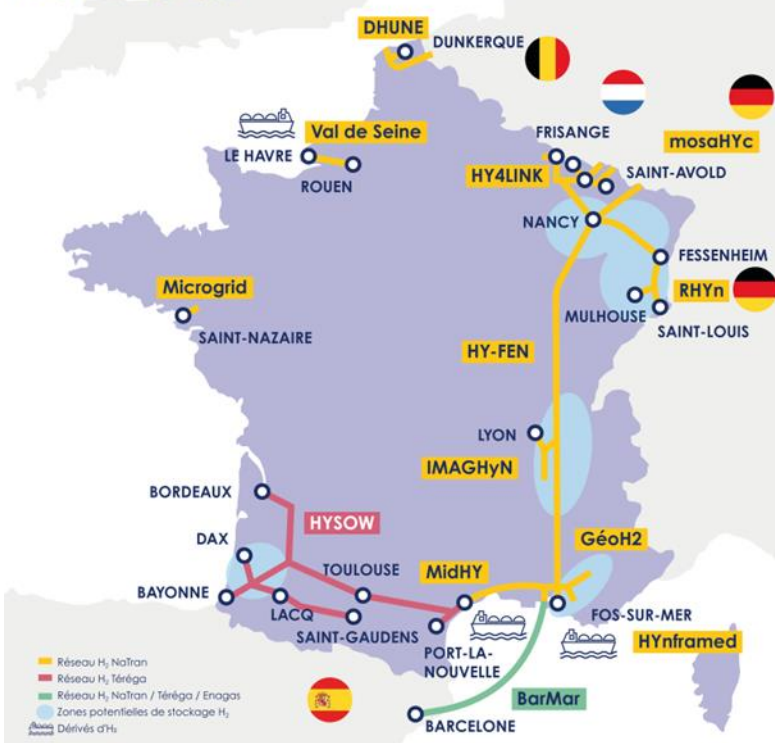 DHUNE
DUNKERQUE
Val de Seine
LE HAVRE
ROUEN
FRISANGE
mosaHYc
HY4LINK
SAINT-AVOLD
NANCY
FESSENHEIM
Microgrid
RHYn
MULHOUSE
SAINT-NAZAIRE
SAINT-LOUIS
HY-FEN
LYON
IMAGHyN
BORDEAUX
HYSOW
DAX
GéoH2
TOULOUSE
MidHY
BAYONNE
LACQ
FOS-SUR-MER
SAINT-GAUDENS
HYnframed
PORT-LA-
NOUVELLE
Réseau H₂ NaTran
Réseau H₂ Téréga
Réseau H₂ NaTran / Téréga / Enagas
BarMar
Zones potentielles de stockage H₂
BARCELONE
Dérivés d'H₂